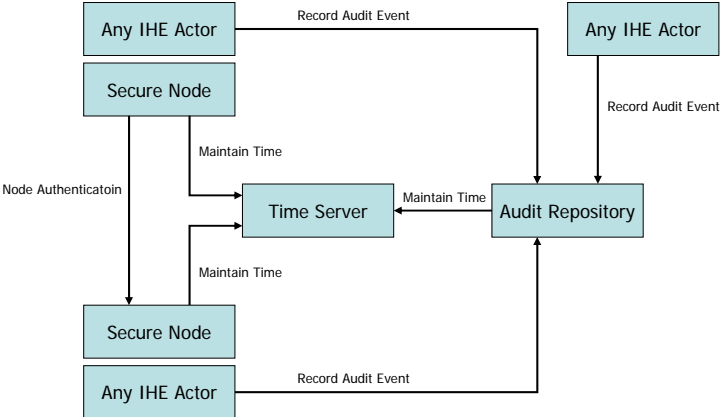 Any IHE Actor
Record Audit Event
Any IHE Actor
Secure Node
Record Audit Event
Maintain Time
Node Authenticatoin
Maintain Time
Time Server
Audit Repository
Maintain Time
Secure Node
Record Audit Event
Any IHE Actor